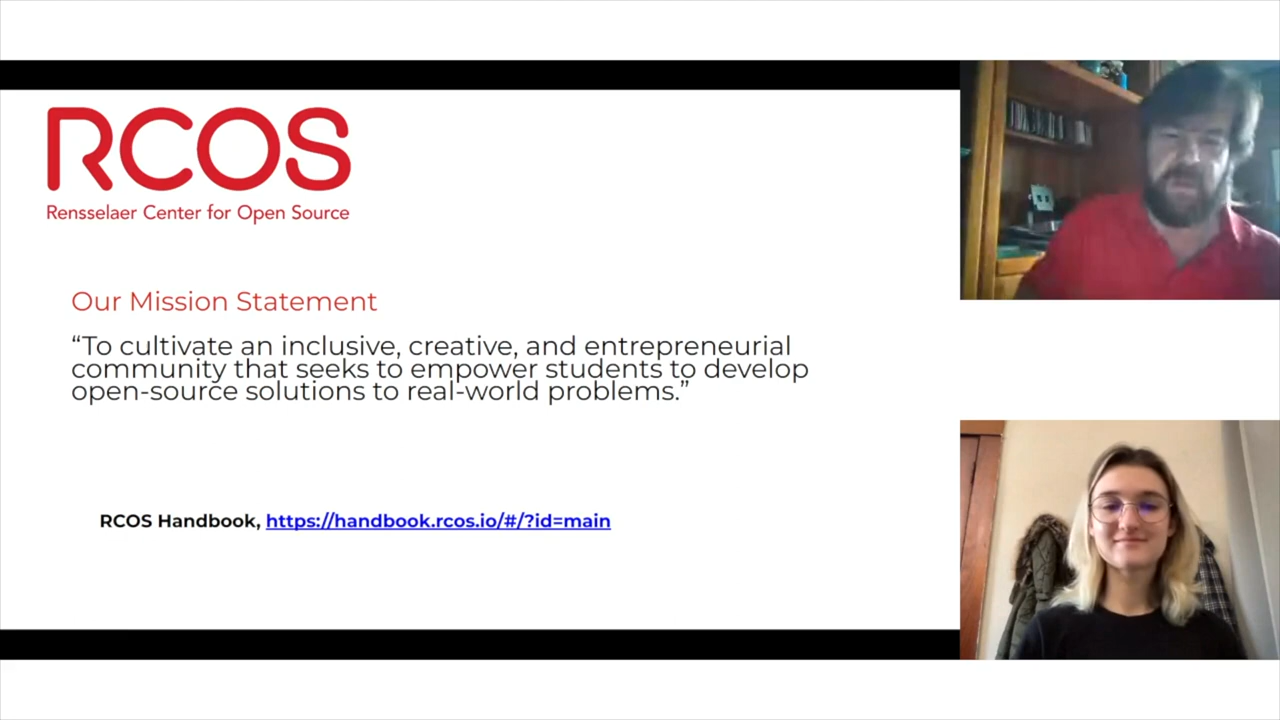 RCOS
Rensselaer Center for Open Source
Our Mission Statement
“To cultivate an inclusive, creative, and entrepreneurial
community that seeks to empower students to develop
open-source solutions to real-world problems.”
RCOS Handbook, https://handbook.rcos.io/#/?id=main